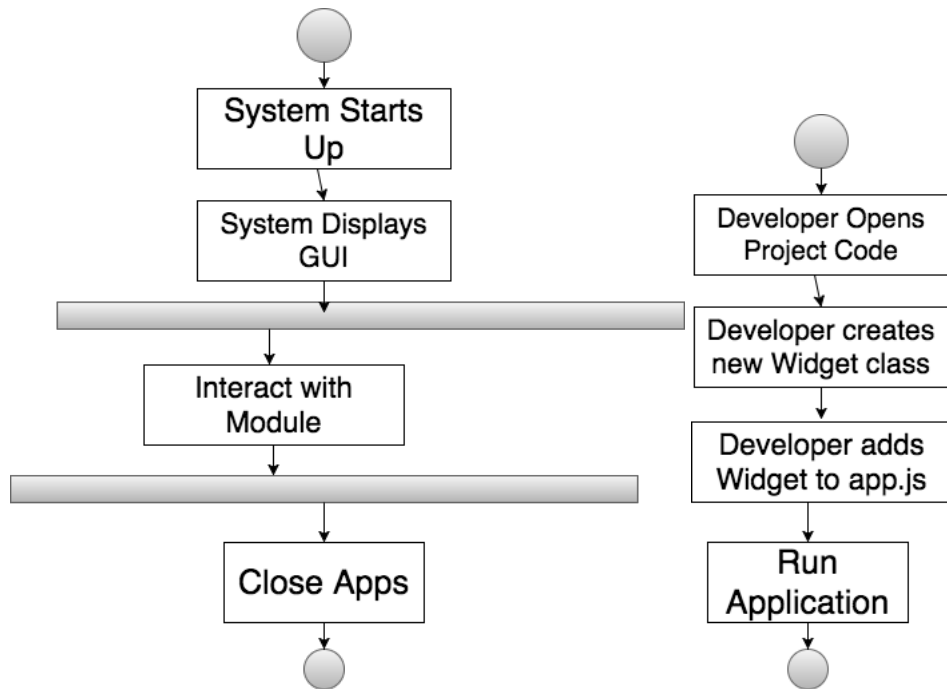 System Starts
Up
System Displays
GUI
Interact with
Module
Close Apps
Developer Opens
Project Code
Developer creates
new Widget class
Developer adds
Widget to app.js
Run
Application